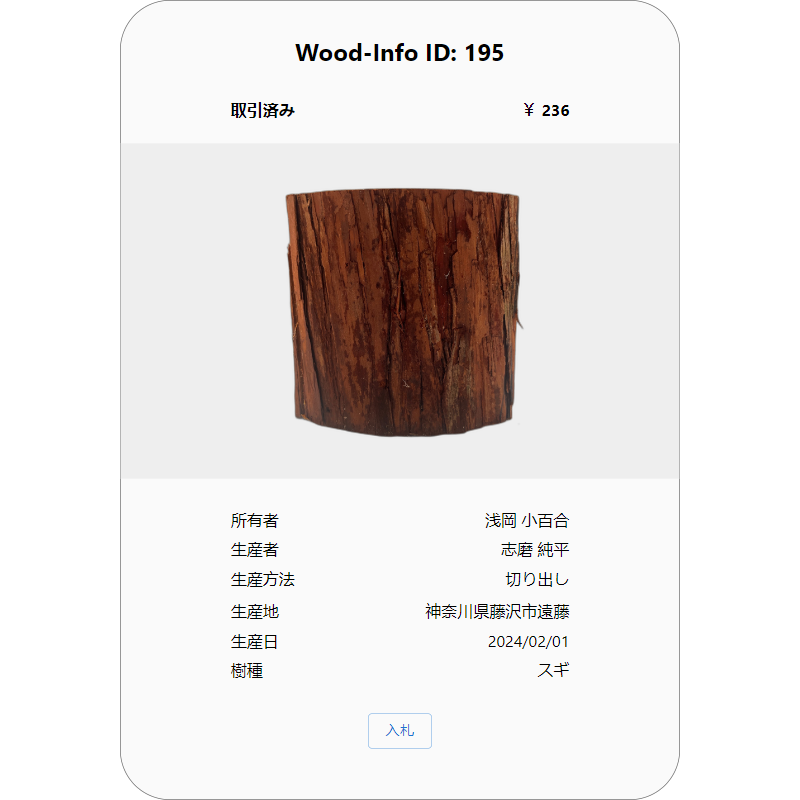 Wood-Info ID: 195
取引済み ￥ 236
所有者 浅岡 小百合
生産者 志磨 純平
生産方法 切り出し
生産地 神奈川県藤沢市遠藤
生産日 2024/02/01
樹種 スギ
入札